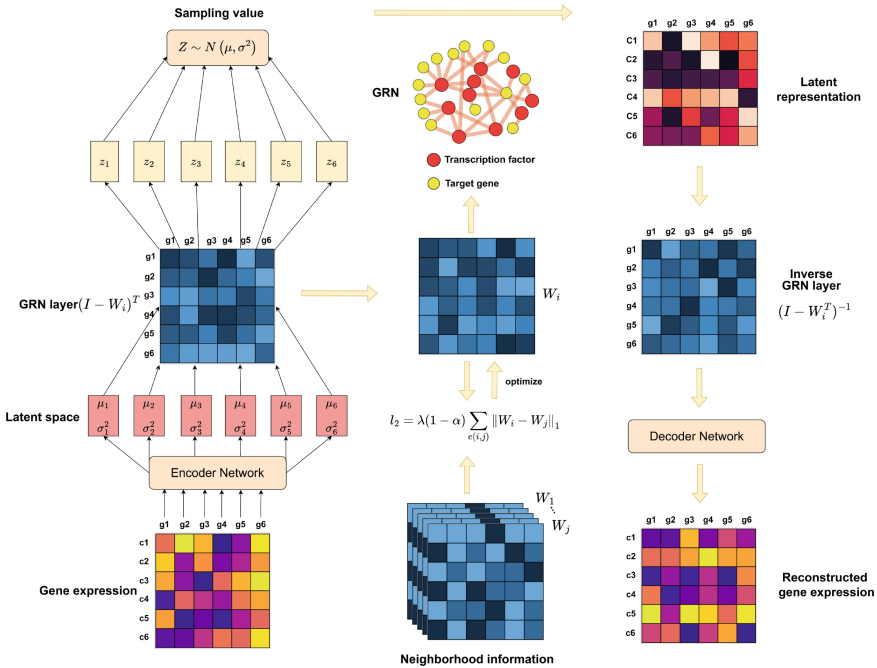 Sampling value
Z ∼ N (μ, σ²)
z₁ z₂ z₃ z₄ z₅ z₆
g1 g2 g3 g4 g5 g6
g1
g2
g3
g4
g5
g6
GRN layer (I − Wᵢ)ᵀ
Latent space
μ₁ μ₂ μ₃ μ₄ μ₅ μ₆
σ₁² σ₂² σ₃² σ₄² σ₅² σ₆²
Encoder Network
g1 g2 g3 g4 g5 g6
c1
c2
c3
c4
c5
c6
Gene expression
GRN
Transcription factor
Target gene
Wᵢ
optimize
l₂ = λ(1 − α) ∑ ‖Wᵢ − Wⱼ‖₁
e(i,j)
W₁
⋱
Wⱼ
Neighborhood information
g1 g2 g3 g4 g5 g6
C1
C2
C3
C4
C5
C6
Latent
representation
g1 g2 g3 g4 g5 g6
g1
g2
g3
g4
g5
g6
Inverse
GRN layer
(I − Wᵢᵀ)⁻¹
Decoder Network
g1 g2 g3 g4 g5 g6
c1
c2
c3
c4
c5
c6
Reconstructed
gene expression